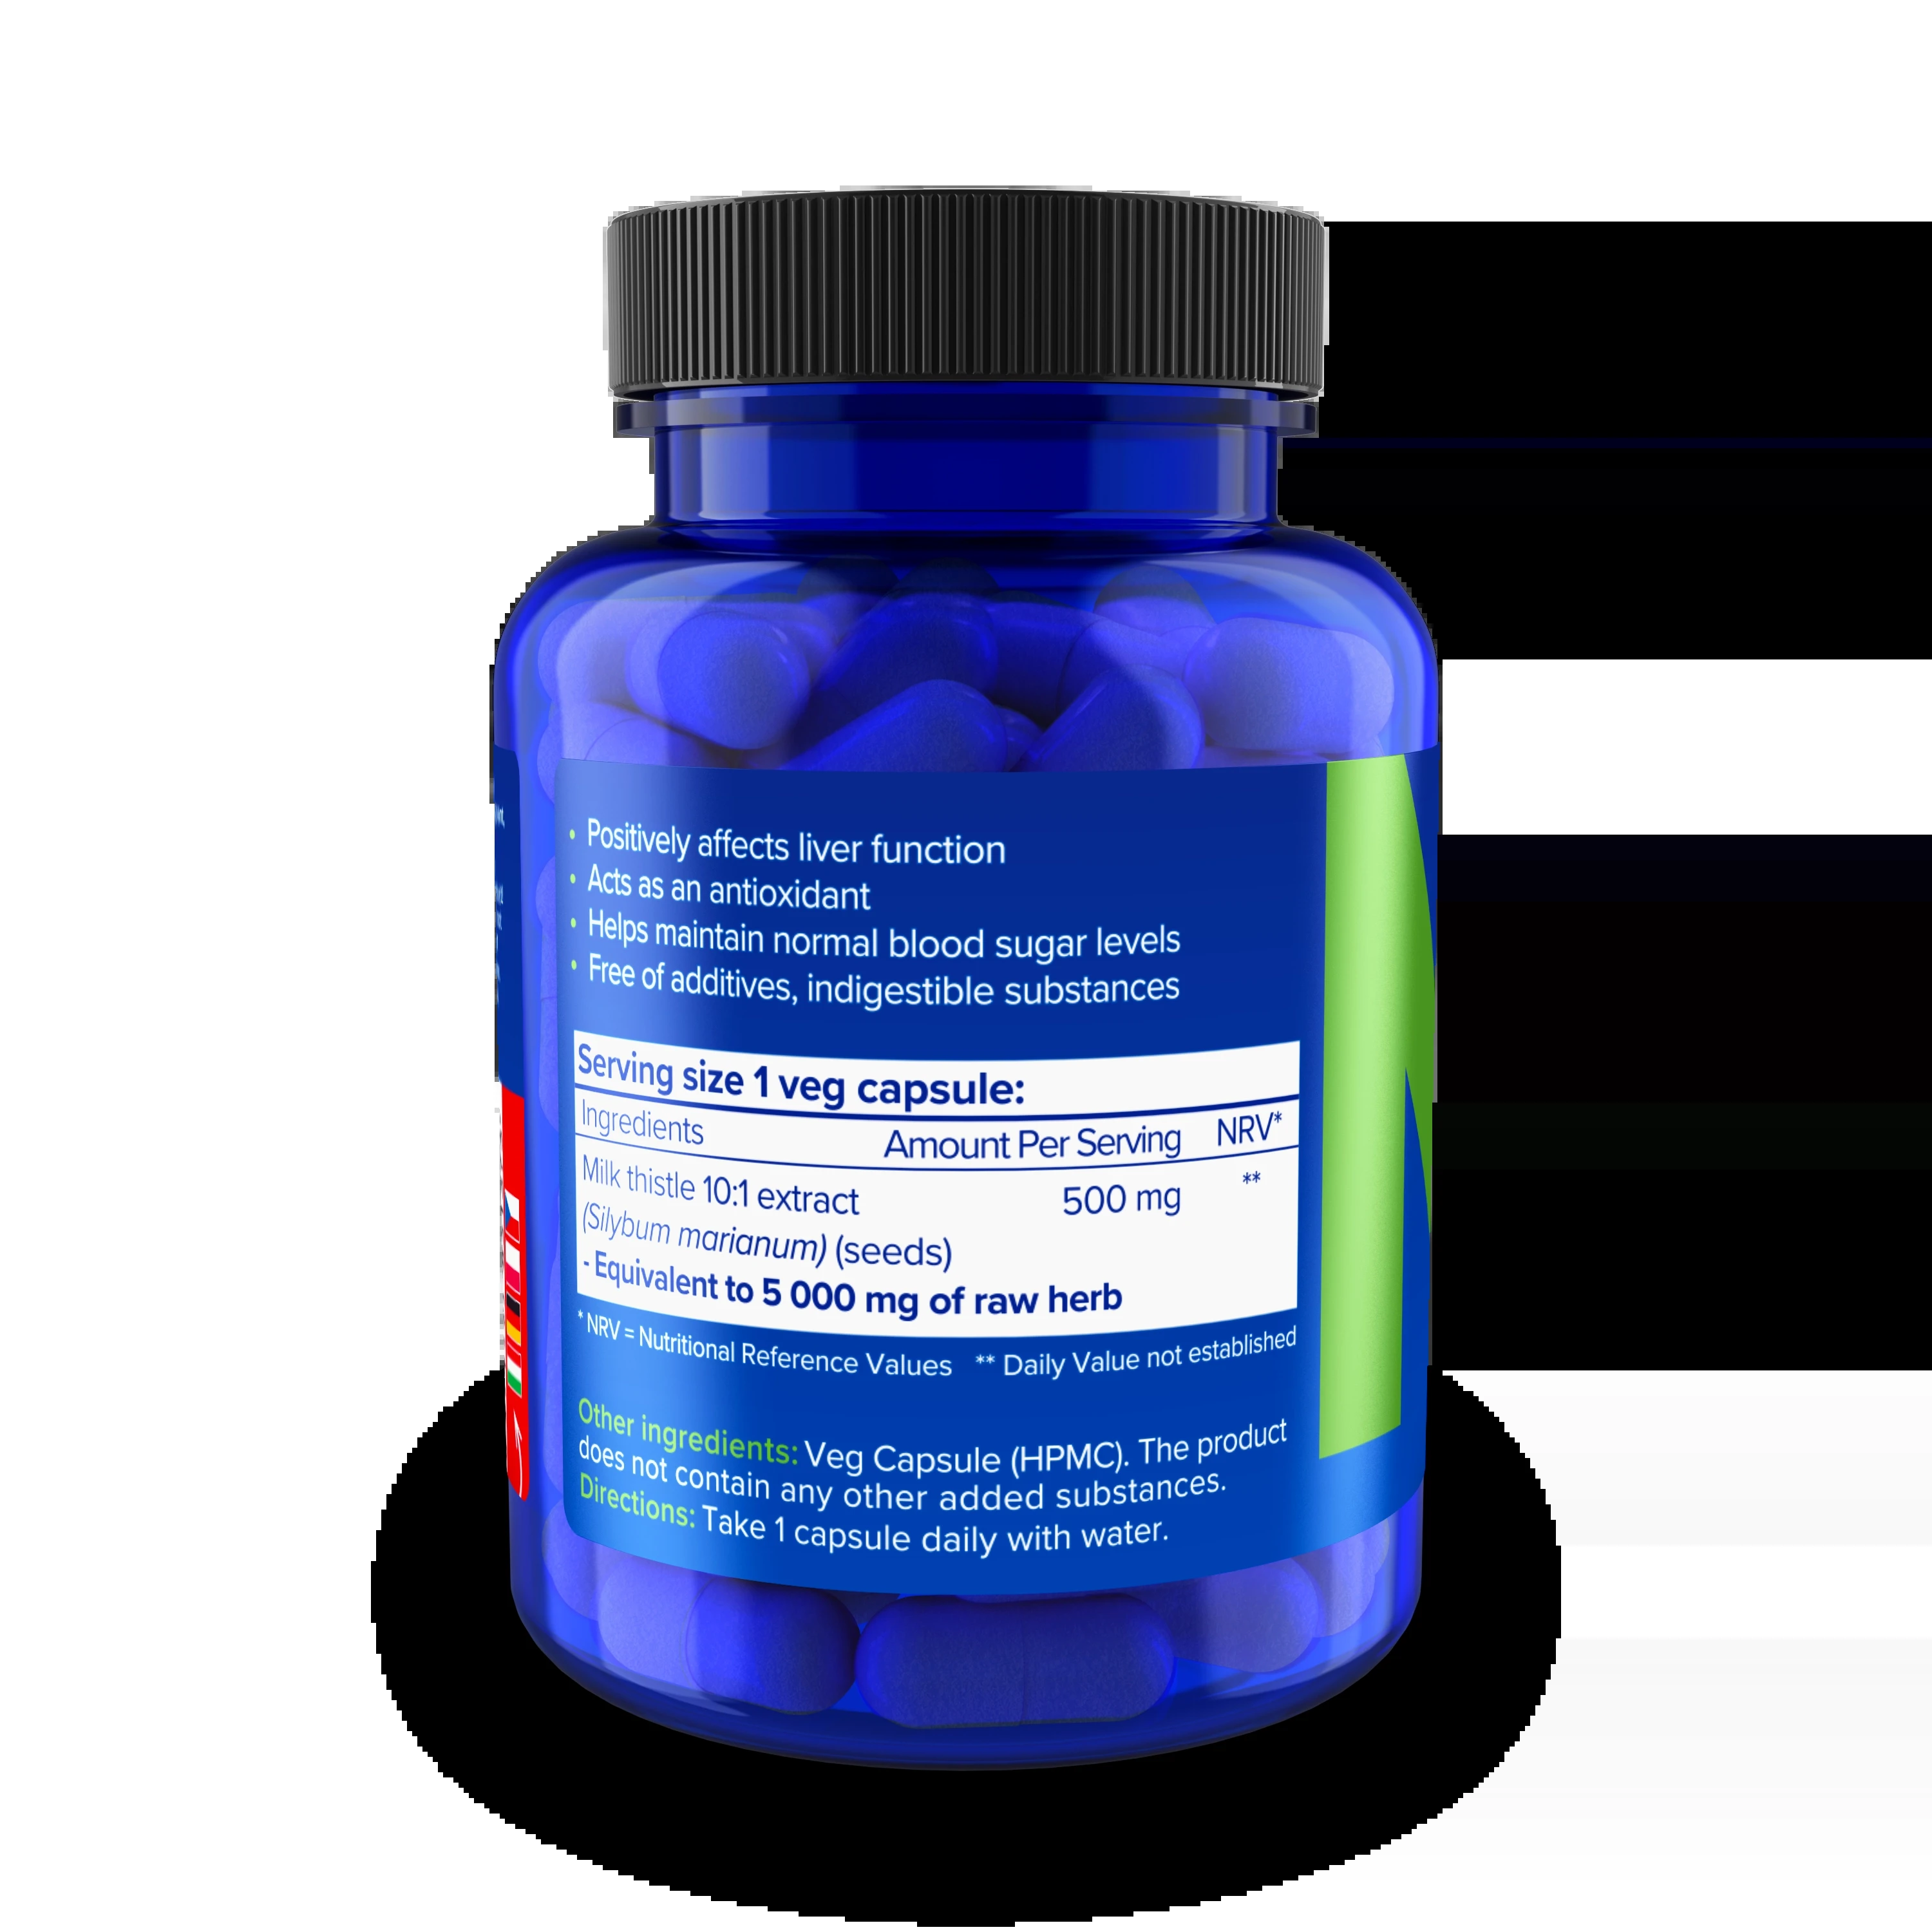 • Positively affects liver function
• Acts as an antioxidant
• Helps maintain normal blood sugar levels
• Free of additives, indigestible substances
Serving size 1 veg capsule:
Ingredients Amount Per Serving NRV*
Milk thistle 10:1 extract 500 mg **
(Silybum marianum) (seeds)
- Equivalent to 5 000 mg of raw herb
* NRV = Nutritional Reference Values ** Daily Value not established
Other ingredients: Veg Capsule (HPMC). The product
does not contain any other added substances.
Directions: Take 1 capsule daily with water.